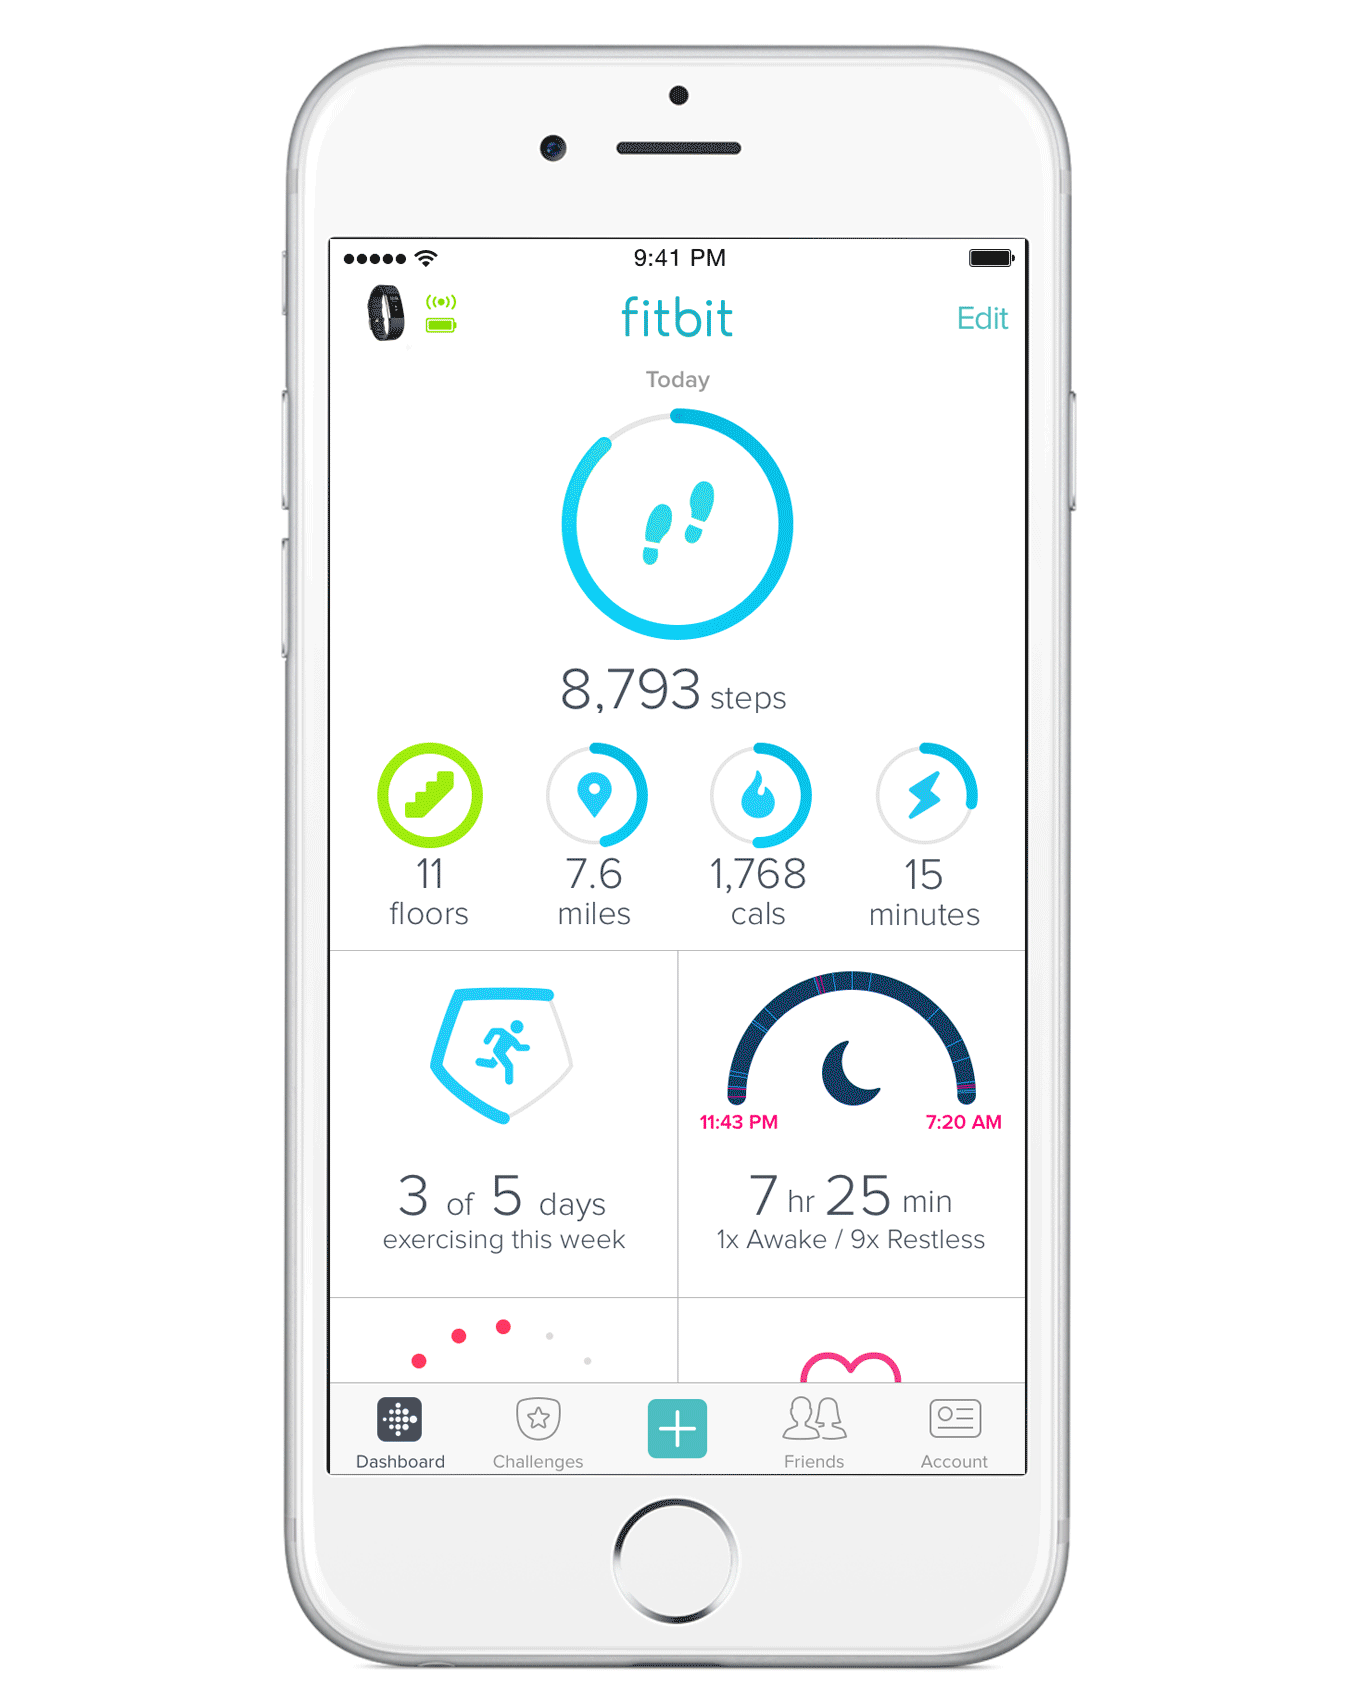 9:41 PM
fitbit
Edit
Today
8,793 steps
11
floors
7.6
miles
1,768
cals
15
minutes
11:43 PM
7:20 AM
3 of 5 days
exercising this week
7 hr 25 min
1x Awake / 9x Restless
Dashboard
Challenges
Friends
Account